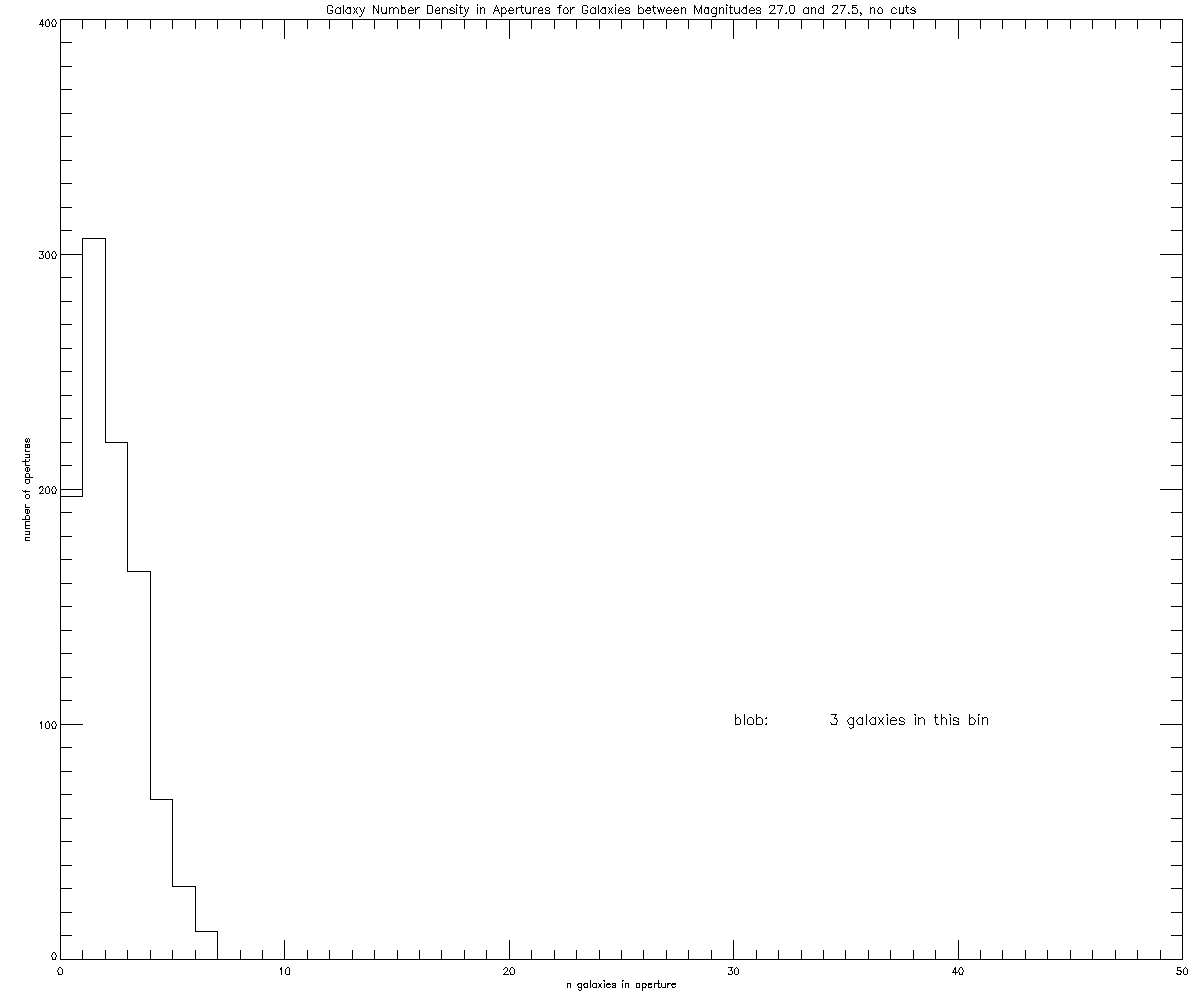 Galaxy Number Density in Apertures for Galaxies between Magnitudes 27.0 and 27.5, no cuts
400
300
200
100
0
number of apertures
blob: 3 galaxies in this bin
0 10 20 30 40 50
n galaxies in aperture